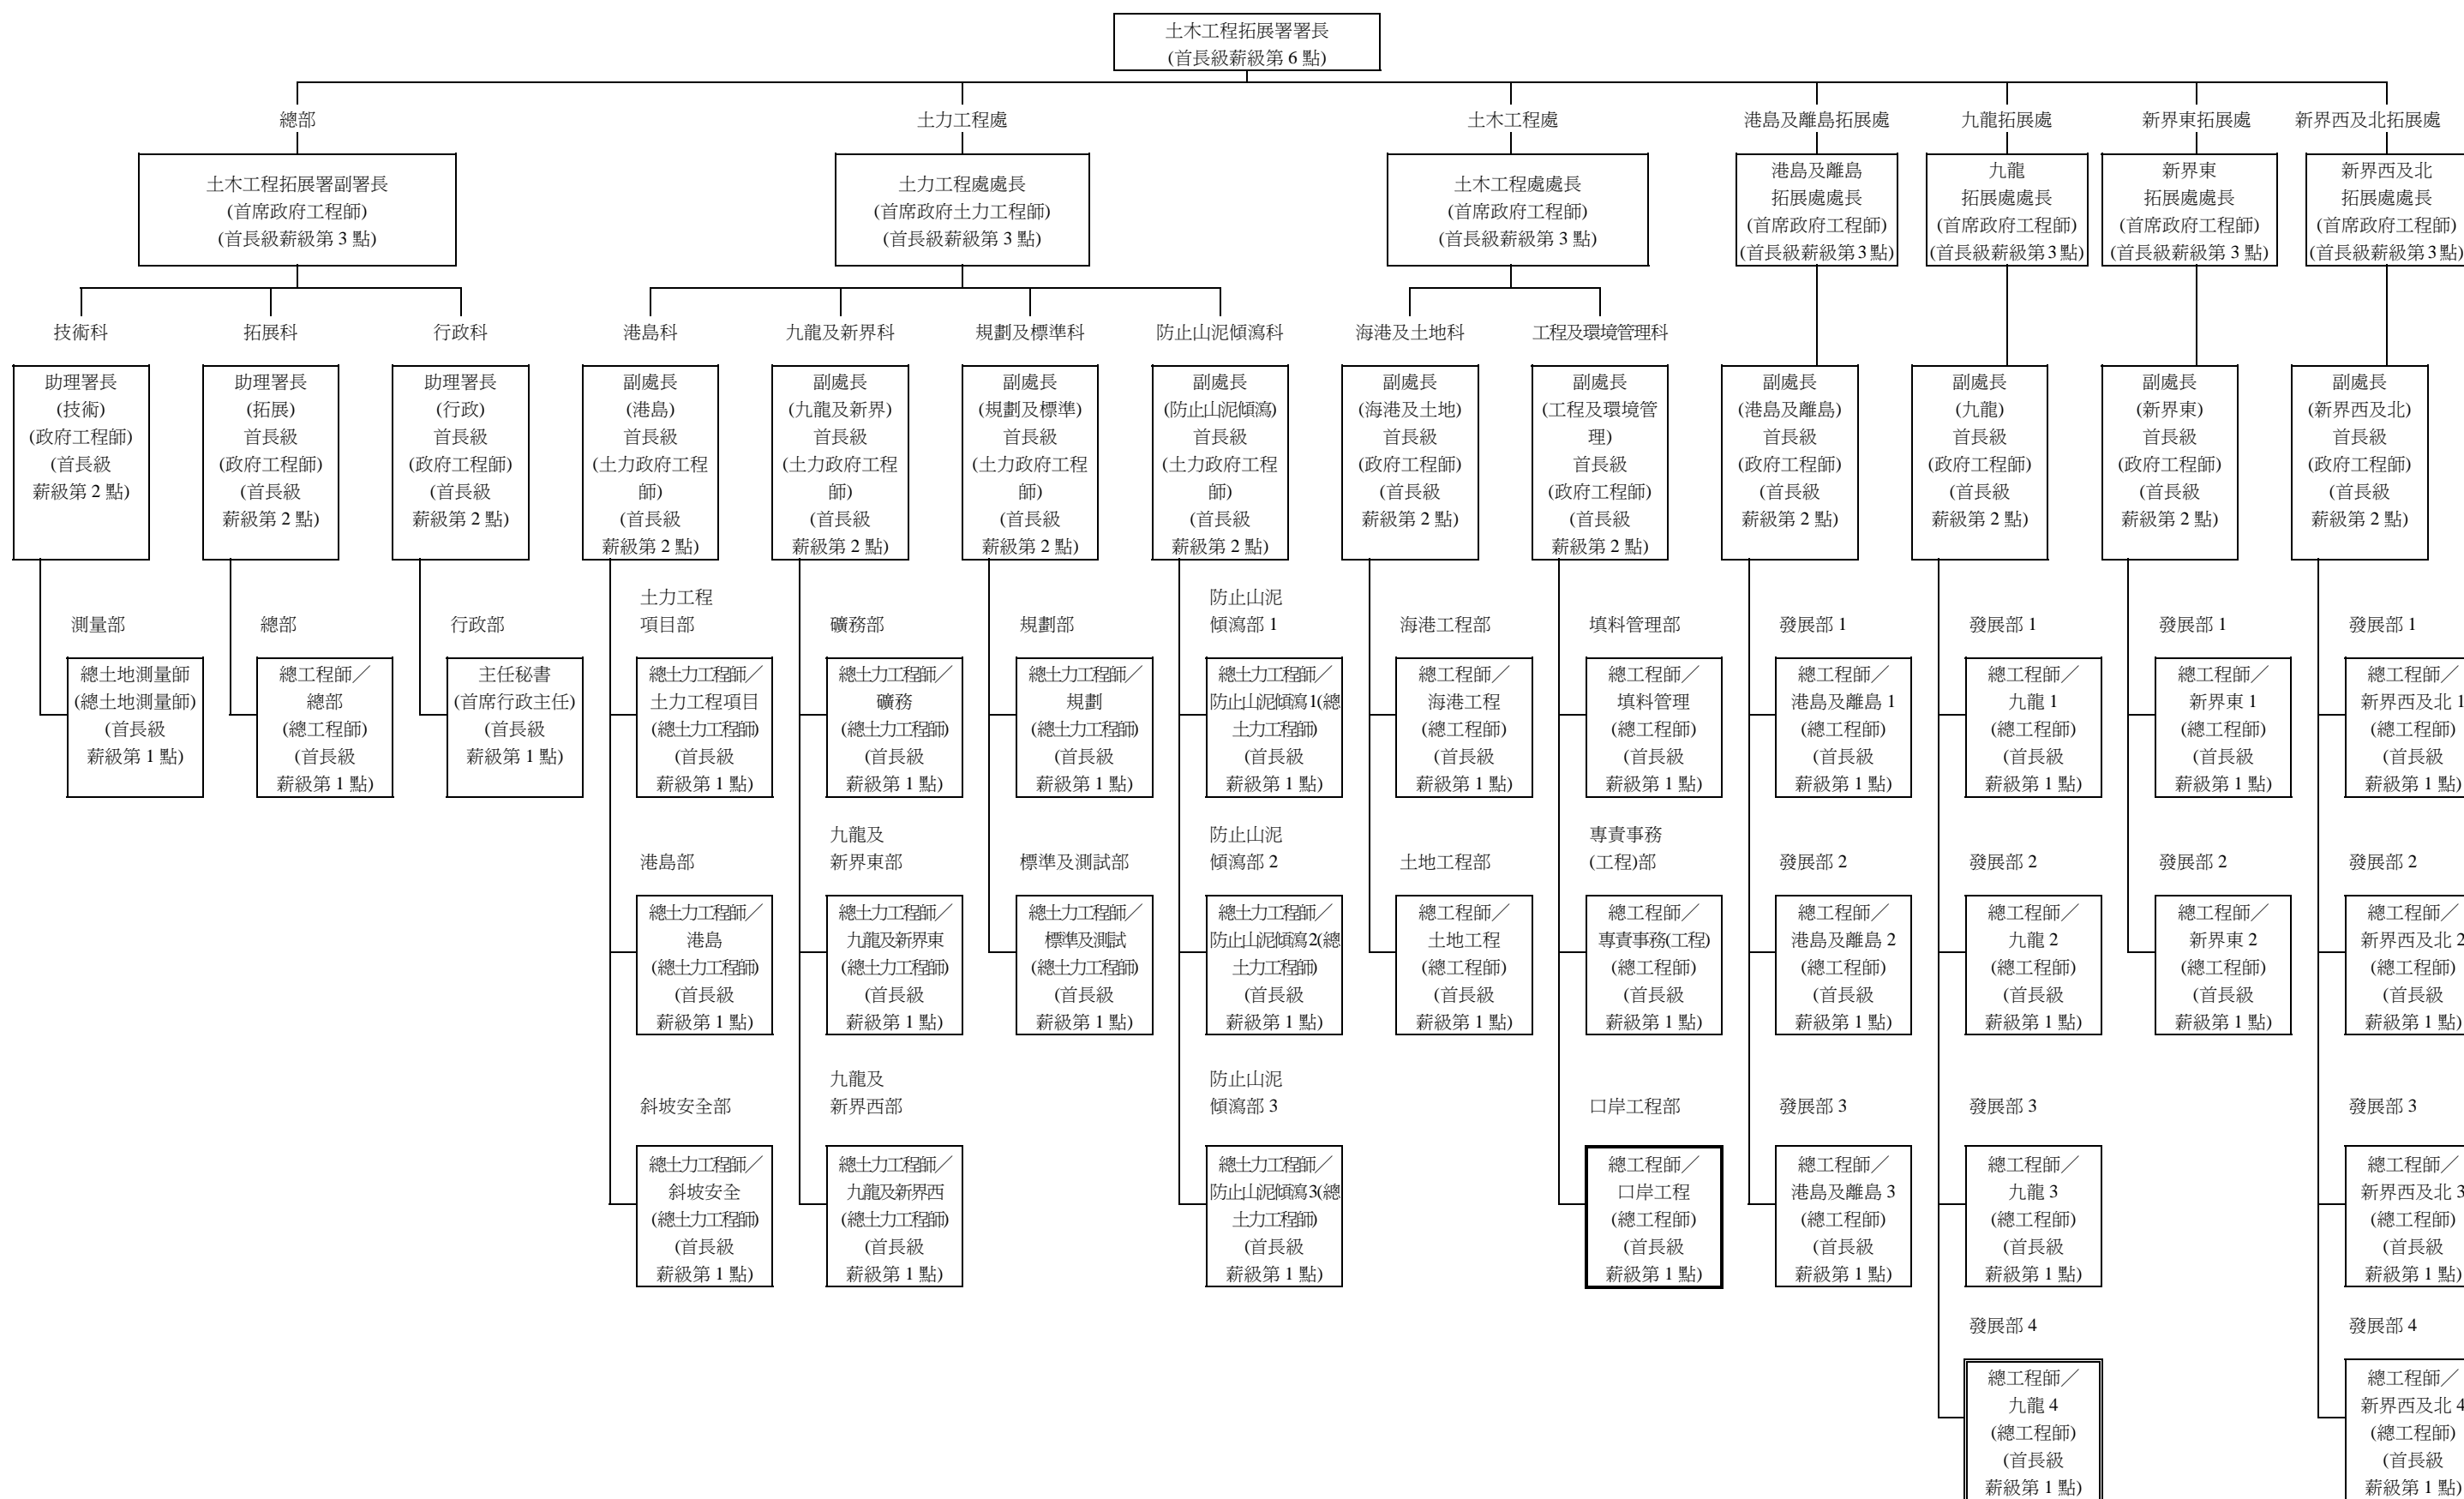 土木工程拓展署署長
(首長級薪級第 6 點)
總部
土力工程處
土木工程處
港島及離島拓展處
九龍拓展處
新界東拓展處
新界西及北拓展處
土木工程拓展署副署長
(首席政府工程師)
(首長級薪級第 3 點)
土力工程處處長
(首席政府土力工程師)
(首長級薪級第 3 點)
土木工程處處長
(首席政府工程師)
(首長級薪級第 3 點)
港島及離島
拓展處處長
(首席政府工程師)
(首長級薪級第 3 點)
九龍
拓展處處長
(首席政府工程師)
(首長級薪級第 3 點)
新界東
拓展處處長
(首席政府工程師)
(首長級薪級第 3 點)
新界西及北
拓展處處長
(首席政府工程師)
(首長級薪級第 3 點)
技術科
拓展科
行政科
港島科
九龍及新界科
規劃及標準科
防止山泥傾瀉科
海港及土地科
工程及環境管理科
助理署長
(技術)
(政府工程師)
(首長級
薪級第 2 點)
助理署長
(拓展)
首長級
(政府工程師)
(首長級
薪級第 2 點)
助理署長
(行政)
首長級
(政府工程師)
(首長級
薪級第 2 點)
副處長
(港島)
首長級
(土力政府工程
師)
(首長級
薪級第 2 點)
副處長
(九龍及新界)
首長級
(土力政府工程
師)
(首長級
薪級第 2 點)
副處長
(規劃及標準)
首長級
(土力政府工程
師)
(首長級
薪級第 2 點)
副處長
(防止山泥傾瀉)
首長級
(土力政府工程
師)
(首長級
薪級第 2 點)
副處長
(海港及土地)
首長級
(政府工程師)
(首長級
薪級第 2 點)
副處長
(工程及環境管
理)
首長級
(政府工程師)
(首長級
薪級第 2 點)
副處長
(港島及離島)
首長級
(政府工程師)
(首長級
薪級第 2 點)
副處長
(九龍)
首長級
(政府工程師)
(首長級
薪級第 2 點)
副處長
(新界東)
首長級
(政府工程師)
(首長級
薪級第 2 點)
副處長
(新界西及北)
首長級
(政府工程師)
(首長級
薪級第 2 點)
測量部
總部
行政部
土力工程
項目部
礦務部
規劃部
防止山泥
傾瀉部 1
海港工程部
填料管理部
發展部 1
發展部 1
發展部 1
發展部 1
總土地測量師
(總土地測量師)
(首長級
薪級第 1 點)
總工程師／
總部
(總工程師)
(首長級
薪級第 1 點)
主任秘書
(首席行政主任)
(首長級
薪級第 1 點)
總土力工程師／
土力工程項目
(總土力工程師)
(首長級
薪級第 1 點)
總土力工程師／
礦務
(總土力工程師)
(首長級
薪級第 1 點)
總土力工程師／
規劃
(總土力工程師)
(首長級
薪級第 1 點)
總土力工程師／
防止山泥傾瀉1(總
土力工程師)
(首長級
薪級第 1 點)
總工程師／
海港工程
(總工程師)
(首長級
薪級第 1 點)
總工程師／
填料管理
(總工程師)
(首長級
薪級第 1 點)
總工程師／
港島及離島 1
(總工程師)
(首長級
薪級第 1 點)
總工程師／
九龍 1
(總工程師)
(首長級
薪級第 1 點)
總工程師／
新界東 1
(總工程師)
(首長級
薪級第 1 點)
總工程師／
新界西及北 1
(總工程師)
(首長級
薪級第 1 點)
港島部
九龍及
新界東部
標準及測試部
防止山泥
傾瀉部 2
土地工程部
專責事務
(工程)部
發展部 2
發展部 2
發展部 2
發展部 2
總土力工程師／
港島
(總土力工程師)
(首長級
薪級第 1 點)
總土力工程師／
九龍及新界東
(總土力工程師)
(首長級
薪級第 1 點)
總土力工程師／
標準及測試
(總土力工程師)
(首長級
薪級第 1 點)
總土力工程師／
防止山泥傾瀉2(總
土力工程師)
(首長級
薪級第 1 點)
總工程師／
土地工程
(總工程師)
(首長級
薪級第 1 點)
總工程師／
專責事務(工程)
(總工程師)
(首長級
薪級第 1 點)
總工程師／
港島及離島 2
(總工程師)
(首長級
薪級第 1 點)
總工程師／
九龍 2
(總工程師)
(首長級
薪級第 1 點)
總工程師／
新界東 2
(總工程師)
(首長級
薪級第 1 點)
總工程師／
新界西及北 2
(總工程師)
(首長級
薪級第 1 點)
斜坡安全部
九龍及
新界西部
防止山泥
傾瀉部 3
口岸工程部
發展部 3
發展部 3
發展部 3
總土力工程師／
斜坡安全
(總土力工程師)
(首長級
薪級第 1 點)
總土力工程師／
九龍及新界西
(總土力工程師)
(首長級
薪級第 1 點)
總土力工程師／
防止山泥傾瀉3(總
土力工程師)
(首長級
薪級第 1 點)
總工程師／
口岸工程
(總工程師)
(首長級
薪級第 1 點)
總工程師／
港島及離島 3
(總工程師)
(首長級
薪級第 1 點)
總工程師／
九龍 3
(總工程師)
(首長級
薪級第 1 點)
總工程師／
新界西及北 3
(總工程師)
(首長級
薪級第 1 點)
發展部 4
發展部 4
總工程師／
九龍 4
(總工程師)
(首長級
薪級第 1 點)
總工程師／
新界西及北 4
(總工程師)
(首長級
薪級第 1 點)